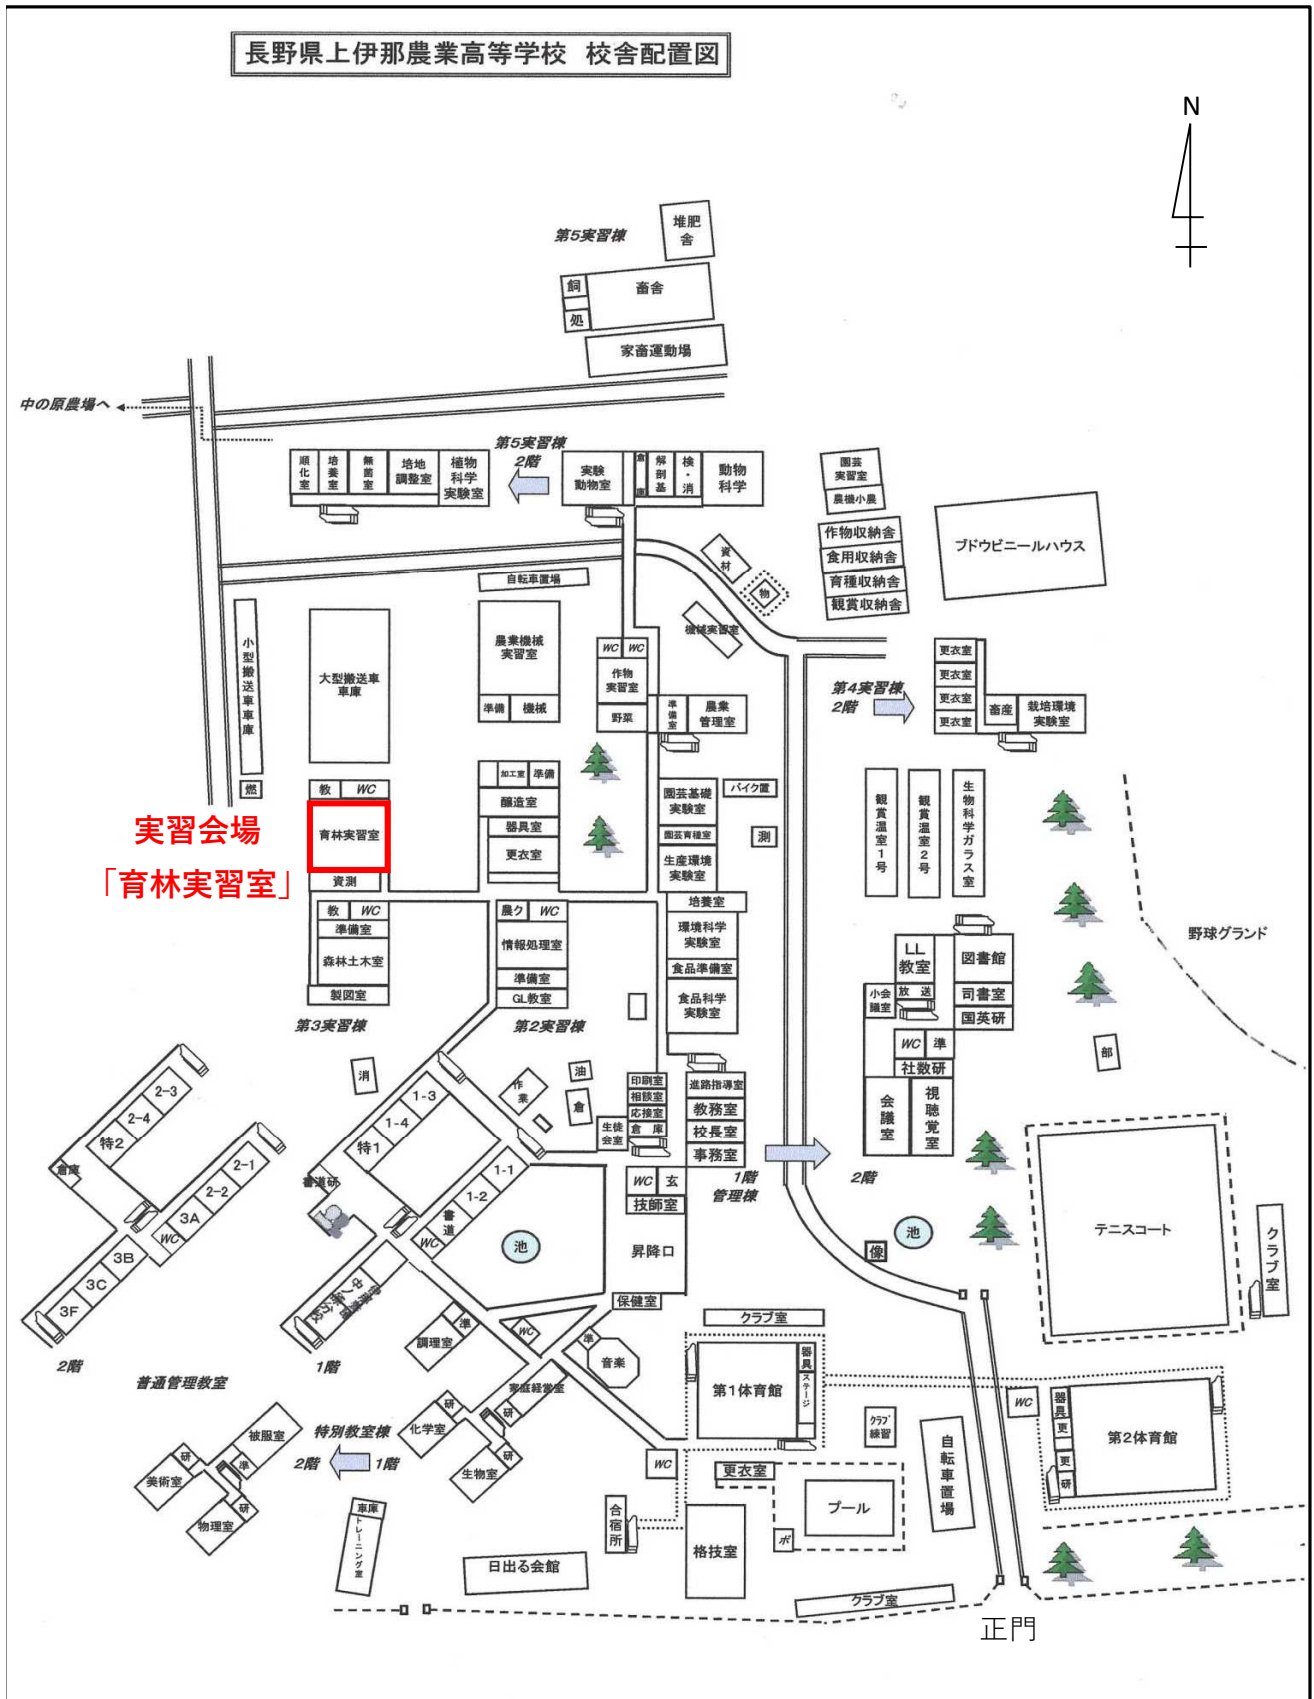 長野県上伊那農業高等学校 校舎配置図
N
堆肥
舎
第5実習棟
飼
畜舎
処
家畜運動場
中の原農場へ
第5実習棟
2階
順化室
培養室
無菌室
培地
調整室
植物
科学
実験室
実験
動物室
倉庫
解剖基
検・消
動物
科学
園芸
実習室
農機小農
作物収納舎
食用収納舎
育種収納舎
観賞収納舎
ブドウビニールハウス
資材
物
機械実習室
自転車置場
小型搬送車車庫
大型搬送車
車庫
農業機械
実習室
準備
機械
WC
WC
作物
実習室
野菜
準備室
農業
管理室
第4実習棟
2階
更衣室
更衣室
更衣室
更衣室
畜産
栽培環境
実験室
燃
教
WC
実習会場
「育林実習室」
育林実習室
資測
加工室
準備
醸造室
器具室
更衣室
園芸基礎
実験室
園芸育種室
生産環境
実験室
バイク置
測
観賞温室1号
観賞温室2号
生物科学ガラス室
教
WC
準備室
森林土木室
製図室
第3実習棟
農ク
WC
情報処理室
準備室
GL教室
第2実習棟
培養室
環境科学
実験室
食品準備室
食品科学
実験室
LL
教室
放送
図書館
司書室
国英研
小会
議室
WC
準
社数研
会議室
視聴覚室
野球グランド
部
消
作業
油
倉
印刷室
相談室
応接室
倉庫
生徒
会室
進路指導室
教務室
校長室
事務室
1階
管理棟
2階
WC
玄
技師室
昇降口
保健室
2-3
2-4
特2
倉庫
2-1
2-2
3A
WC
3B
3C
3F
2階
普通管理教室
1-3
1-4
特1
書道研
1-1
1-2
書道
WC
1階
池
池
像
テニスコート
クラブ室
調理室
準
WC
準
音楽
家庭経営室
研
化学室
研
研
生物室
特別教室棟
2階
1階
被服室
研
準
美術室
研
物理室
クラブ室
第1体育館
器具
ステージ
クラブ
練習
自転車置場
WC
器具
更
更
研
第2体育館
WC
更衣室
プール
ポ
合宿所
格技室
車庫
トレーニング室
日出る会館
クラブ室
正門